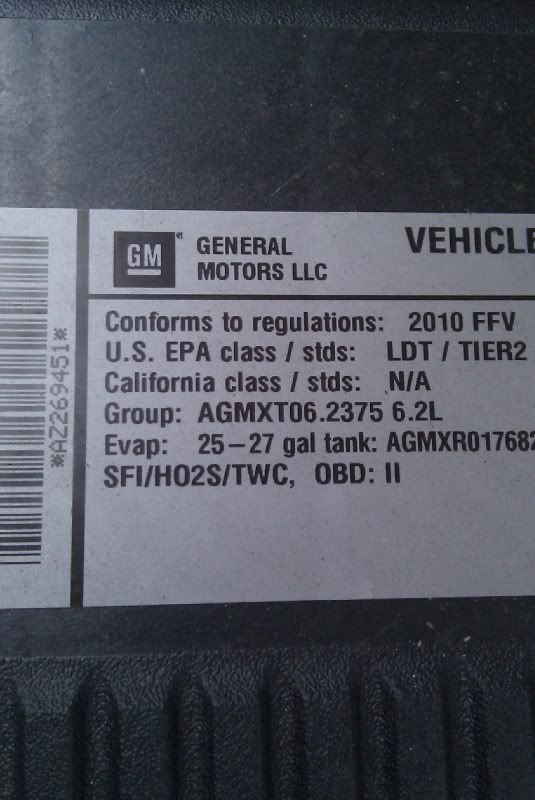 *AZ269451*
GM
GENERAL
MOTORS LLC
VEHICLE
Conforms to regulations: 2010 FFV
U.S. EPA class / stds: LDT / TIER2
California class / stds: N/A
Group: AGMXT06.2375 6.2L
Evap: 25–27 gal tank: AGMXR017682
SFI/HO2S/TWC, OBD: II